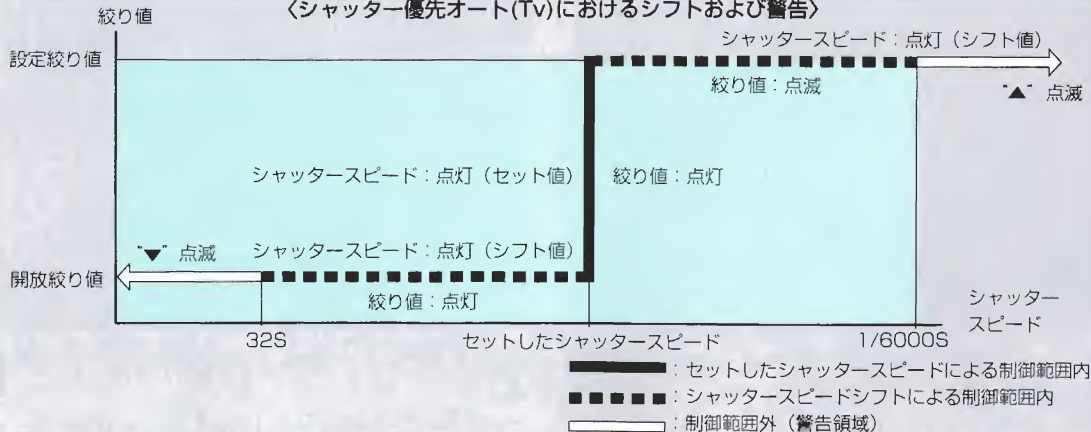 〈シャッター優先オート(Tv)におけるシフトおよび警告〉
絞り値
シャッタースピード：点灯（シフト値）
設定絞り値
絞り値：点滅
"▲" 点滅
シャッタースピード：点灯（セット値）
絞り値：点灯
"▼" 点滅
シャッタースピード：点灯（シフト値）
開放絞り値
絞り値：点灯
シャッター
スピード
32S
セットしたシャッタースピード
1/6000S
：セットしたシャッタースピードによる制御範囲内
：シャッタースピードシフトによる制御範囲内
：制御範囲外（警告領域）